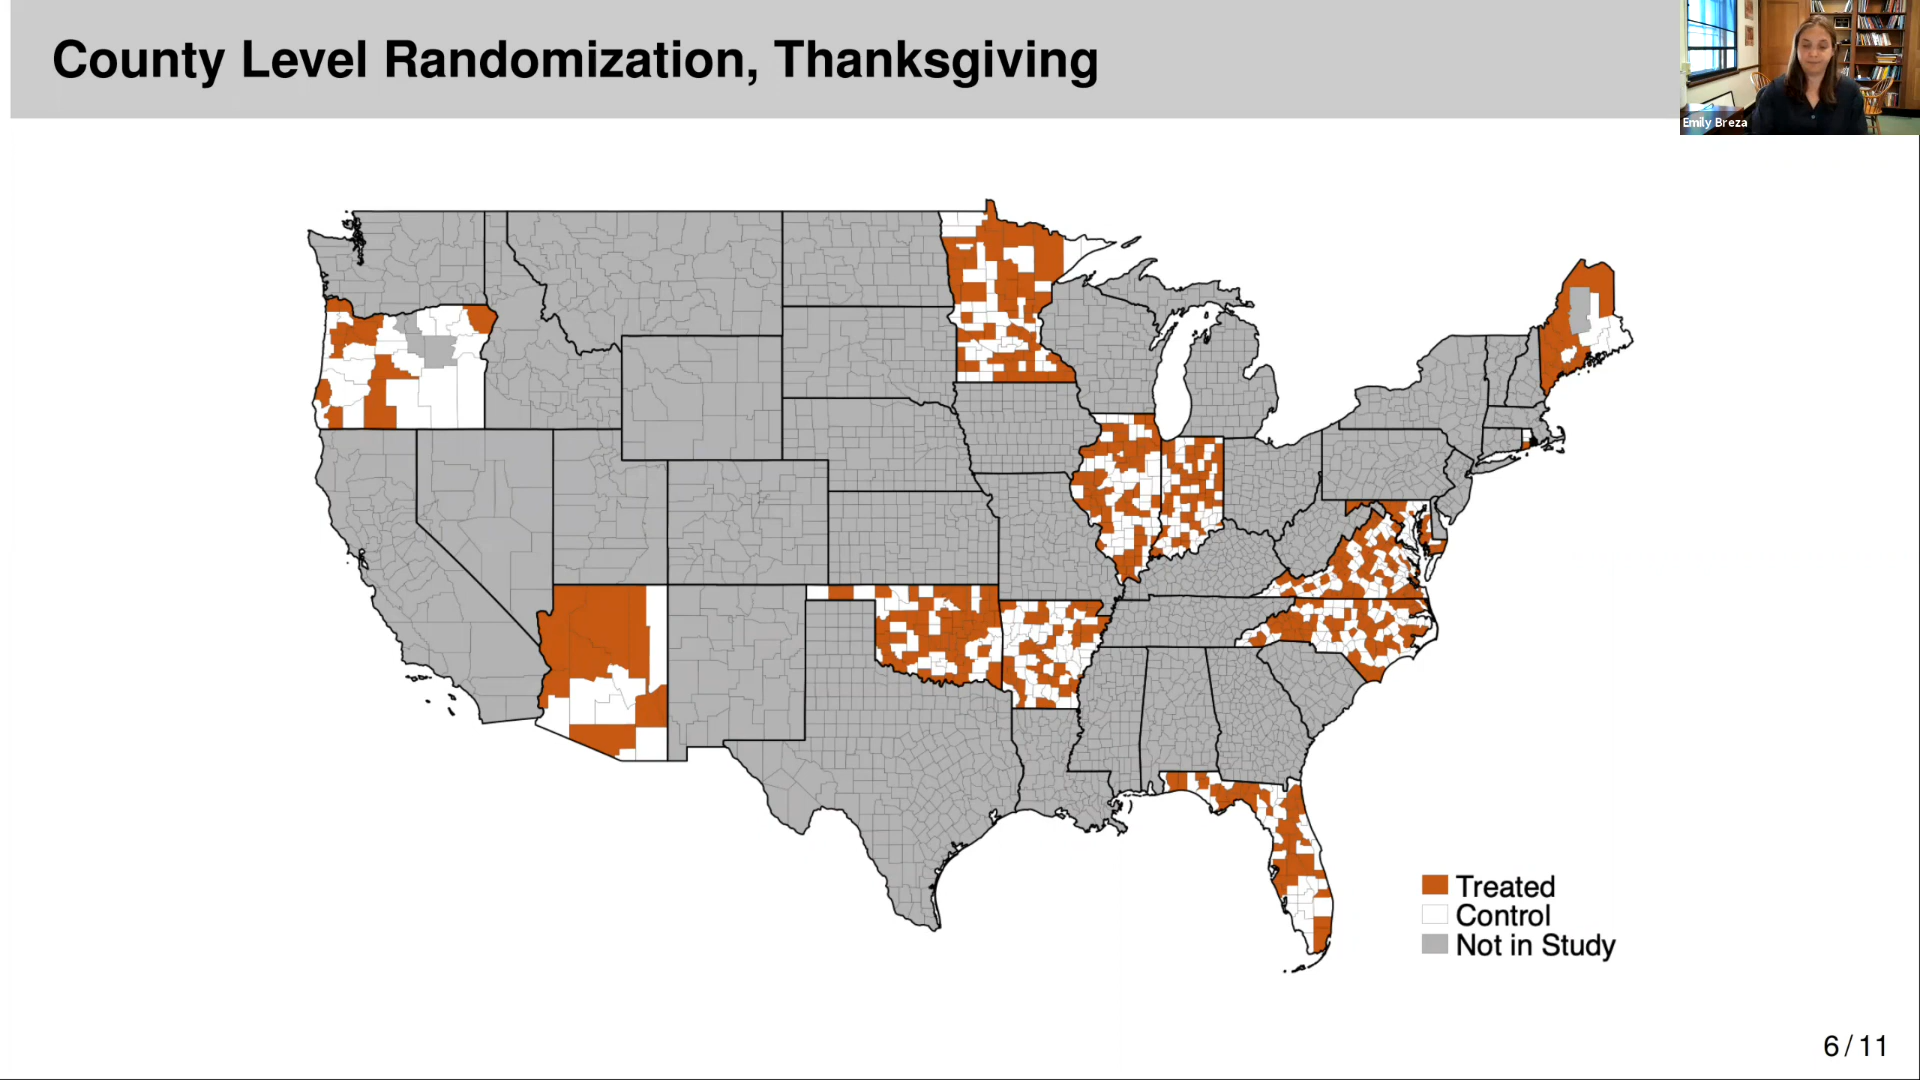 County Level Randomization, Thanksgiving
Emily Breza
Treated
Control
Not in Study
6 / 11